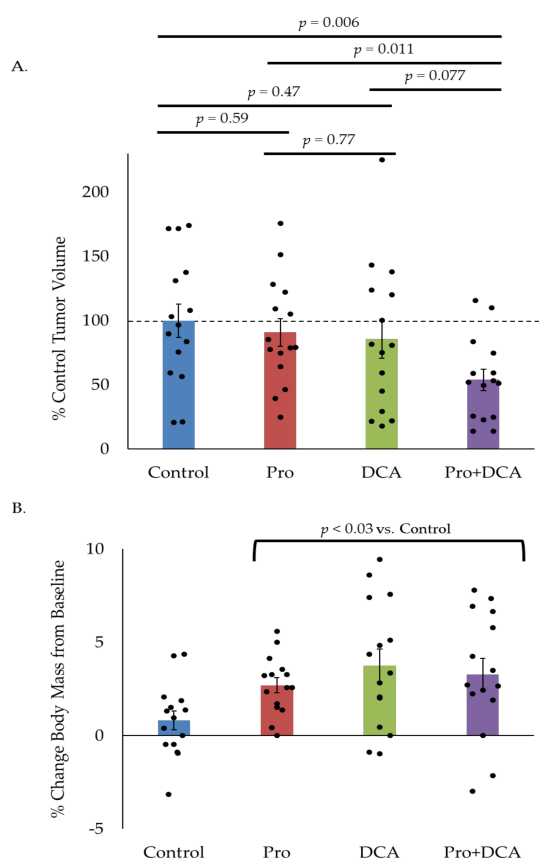 p = 0.006
A.
p = 0.011
p = 0.077
p = 0.47
p = 0.59
p = 0.77
200
150
100
50
0
% Control Tumor Volume
Control Pro DCA Pro+DCA
B.
p < 0.03 vs. Control
10
5
0
-5
% Change Body Mass from Baseline
Control Pro DCA Pro+DCA